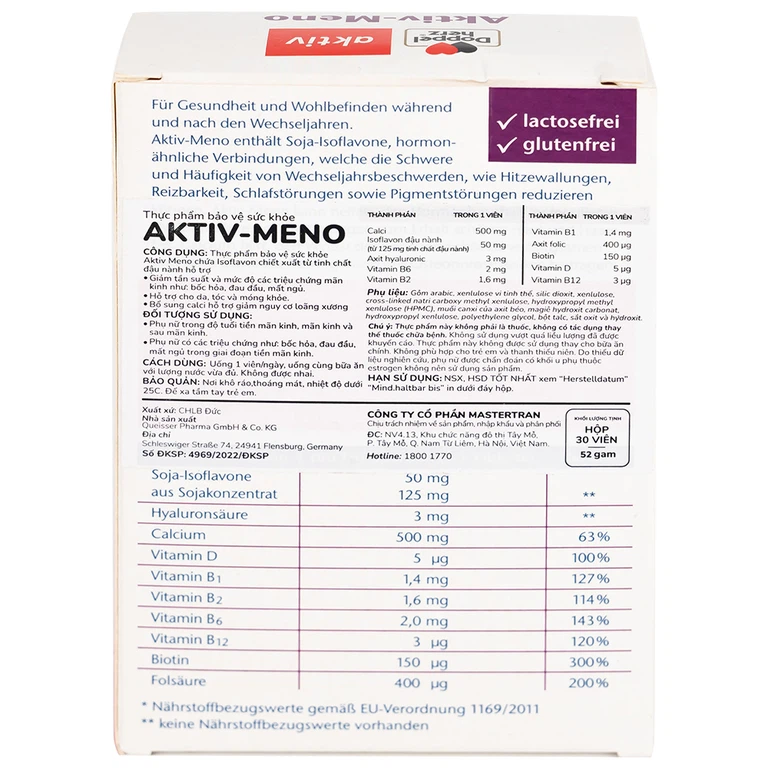 Aktiv-Meno
Doppel
herz®
aktiv
Für Gesundheit und Wohlbefinden während
und nach den Wechseljahren.
Aktiv-Meno enthält Soja-Isoflavone, hormon-
ähnliche Verbindungen, welche die Schwere
und Häufigkeit von Wechseljahrsbeschwerden, wie Hitzewallungen,
Reizbarkeit, Schlafstörungen sowie Pigmentstörungen reduzieren
✓ lactosefrei
✓ glutenfrei
Thực phẩm bảo vệ sức khỏe
AKTIV-MENO
CÔNG DỤNG: Thực phẩm bảo vệ sức khỏe
Aktiv Meno chứa Isoflavon chiết xuất từ tinh chất
đậu nành hỗ trợ
• Giảm tần suất và mức độ các triệu chứng mãn
kinh như: bốc hỏa, đau đầu, mất ngủ.
• Hỗ trợ cho da, tóc và móng khỏe.
• Bổ sung calci hỗ trợ giảm nguy cơ loãng xương
ĐỐI TƯỢNG SỬ DỤNG:
• Phụ nữ trong độ tuổi tiền mãn kinh, mãn kinh và
sau mãn kinh.
• Phụ nữ có các triệu chứng như: bốc hỏa, đau đầu,
mất ngủ trong giai đoạn tiền mãn kinh.
CÁCH DÙNG: Uống 1 viên/ngày, uống cùng bữa ăn
với lượng nước vừa đủ. Không được nhai.
BẢO QUẢN: Nơi khô ráo,thoáng mát, nhiệt độ dưới
25C. Để xa tầm tay trẻ em.
THÀNH PHẦN TRONG 1 VIÊN
Calci 500 mg
Isoflavon đậu nành 50 mg
(từ 125 mg tinh chất đậu nành)
Axit hyaluronic 3 mg
Vitamin B6 2 mg
Vitamin B2 1,6 mg
THÀNH PHẦN TRONG 1 VIÊN
Vitamin B1 1,4 mg
Axit folic 400 µg
Biotin 150 µg
Vitamin D 5 µg
Vitamin B12 3 µg
Phụ liệu: Gôm arabic, xenlulose vi tinh thể, silic dioxit, xenlulose,
cross-linked natri carboxy methyl xenlulose, hydroxypropyl methyl
xenlulose (HPMC), muối canxi của axit béo, magiê hydroxit carbonat,
hydroxypropyl xenlulose, polyethylene glycol, bột talc, sắt oxit và hydroxit.
Chú ý: Thực phẩm này không phải là thuốc, không có tác dụng thay
thế thuốc chữa bệnh. Không sử dụng vượt quá liều lượng đã được
khuyến cáo. Thực phẩm này không được sử dụng thay cho bữa ăn
chính. Không phù hợp cho trẻ em và thanh thiếu niên. Do thiếu dữ
liệu nghiên cứu, phụ nữ được chẩn đoán có khối u phụ thuộc
estrogen không nên sử dụng sản phẩm.
HẠN SỬ DỤNG: NSX, HSD TỐT NHẤT xem "Herstelldatum"
"Mind.haltbar bis" in dưới đáy hộp.
Xuất xứ: CHLB Đức
Nhà sản xuất
Queisser Pharma GmbH & Co. KG
Địa chỉ
Schleswiger Straße 74, 24941 Flensburg, Germany
Số ĐKSP: 4969/2022/ĐKSP
CÔNG TY CỔ PHẦN MASTERTRAN
Chịu trách nhiệm về sản phẩm, nhập khẩu và phân phối
ĐC: NV4.13, Khu chức năng đô thị Tây Mỗ,
P. Tây Mỗ, Q. Nam Từ Liêm, Hà Nội, Việt Nam.
Hotline: 1800 1770
KHỐI LƯỢNG TỊNH
HỘP
30 VIÊN
52 gam
Soja-Isoflavone 50 mg
aus Sojakonzentrat 125 mg **
Hyaluronsäure 3 mg **
Calcium 500 mg 63%
Vitamin D 5 µg 100%
Vitamin B1 1,4 mg 127%
Vitamin B2 1,6 mg 114%
Vitamin B6 2,0 mg 143%
Vitamin B12 3 µg 120%
Biotin 150 µg 300%
Folsäure 400 µg 200%
* Nährstoffbezugswerte gemäß EU-Verordnung 1169/2011
** keine Nährstoffbezugswerte vorhanden